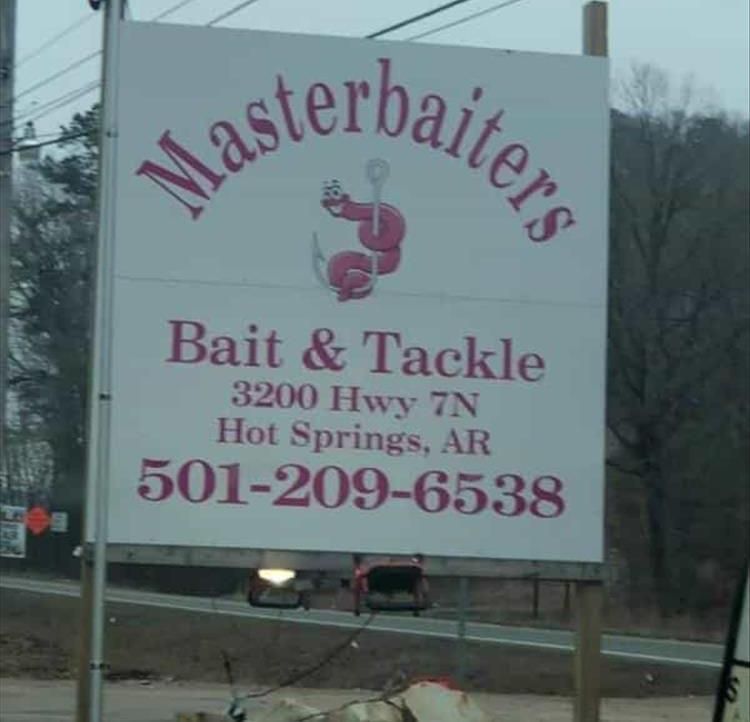 Masterbaiters
Bait & Tackle
3200 Hwy 7N
Hot Springs, AR
501-209-6538